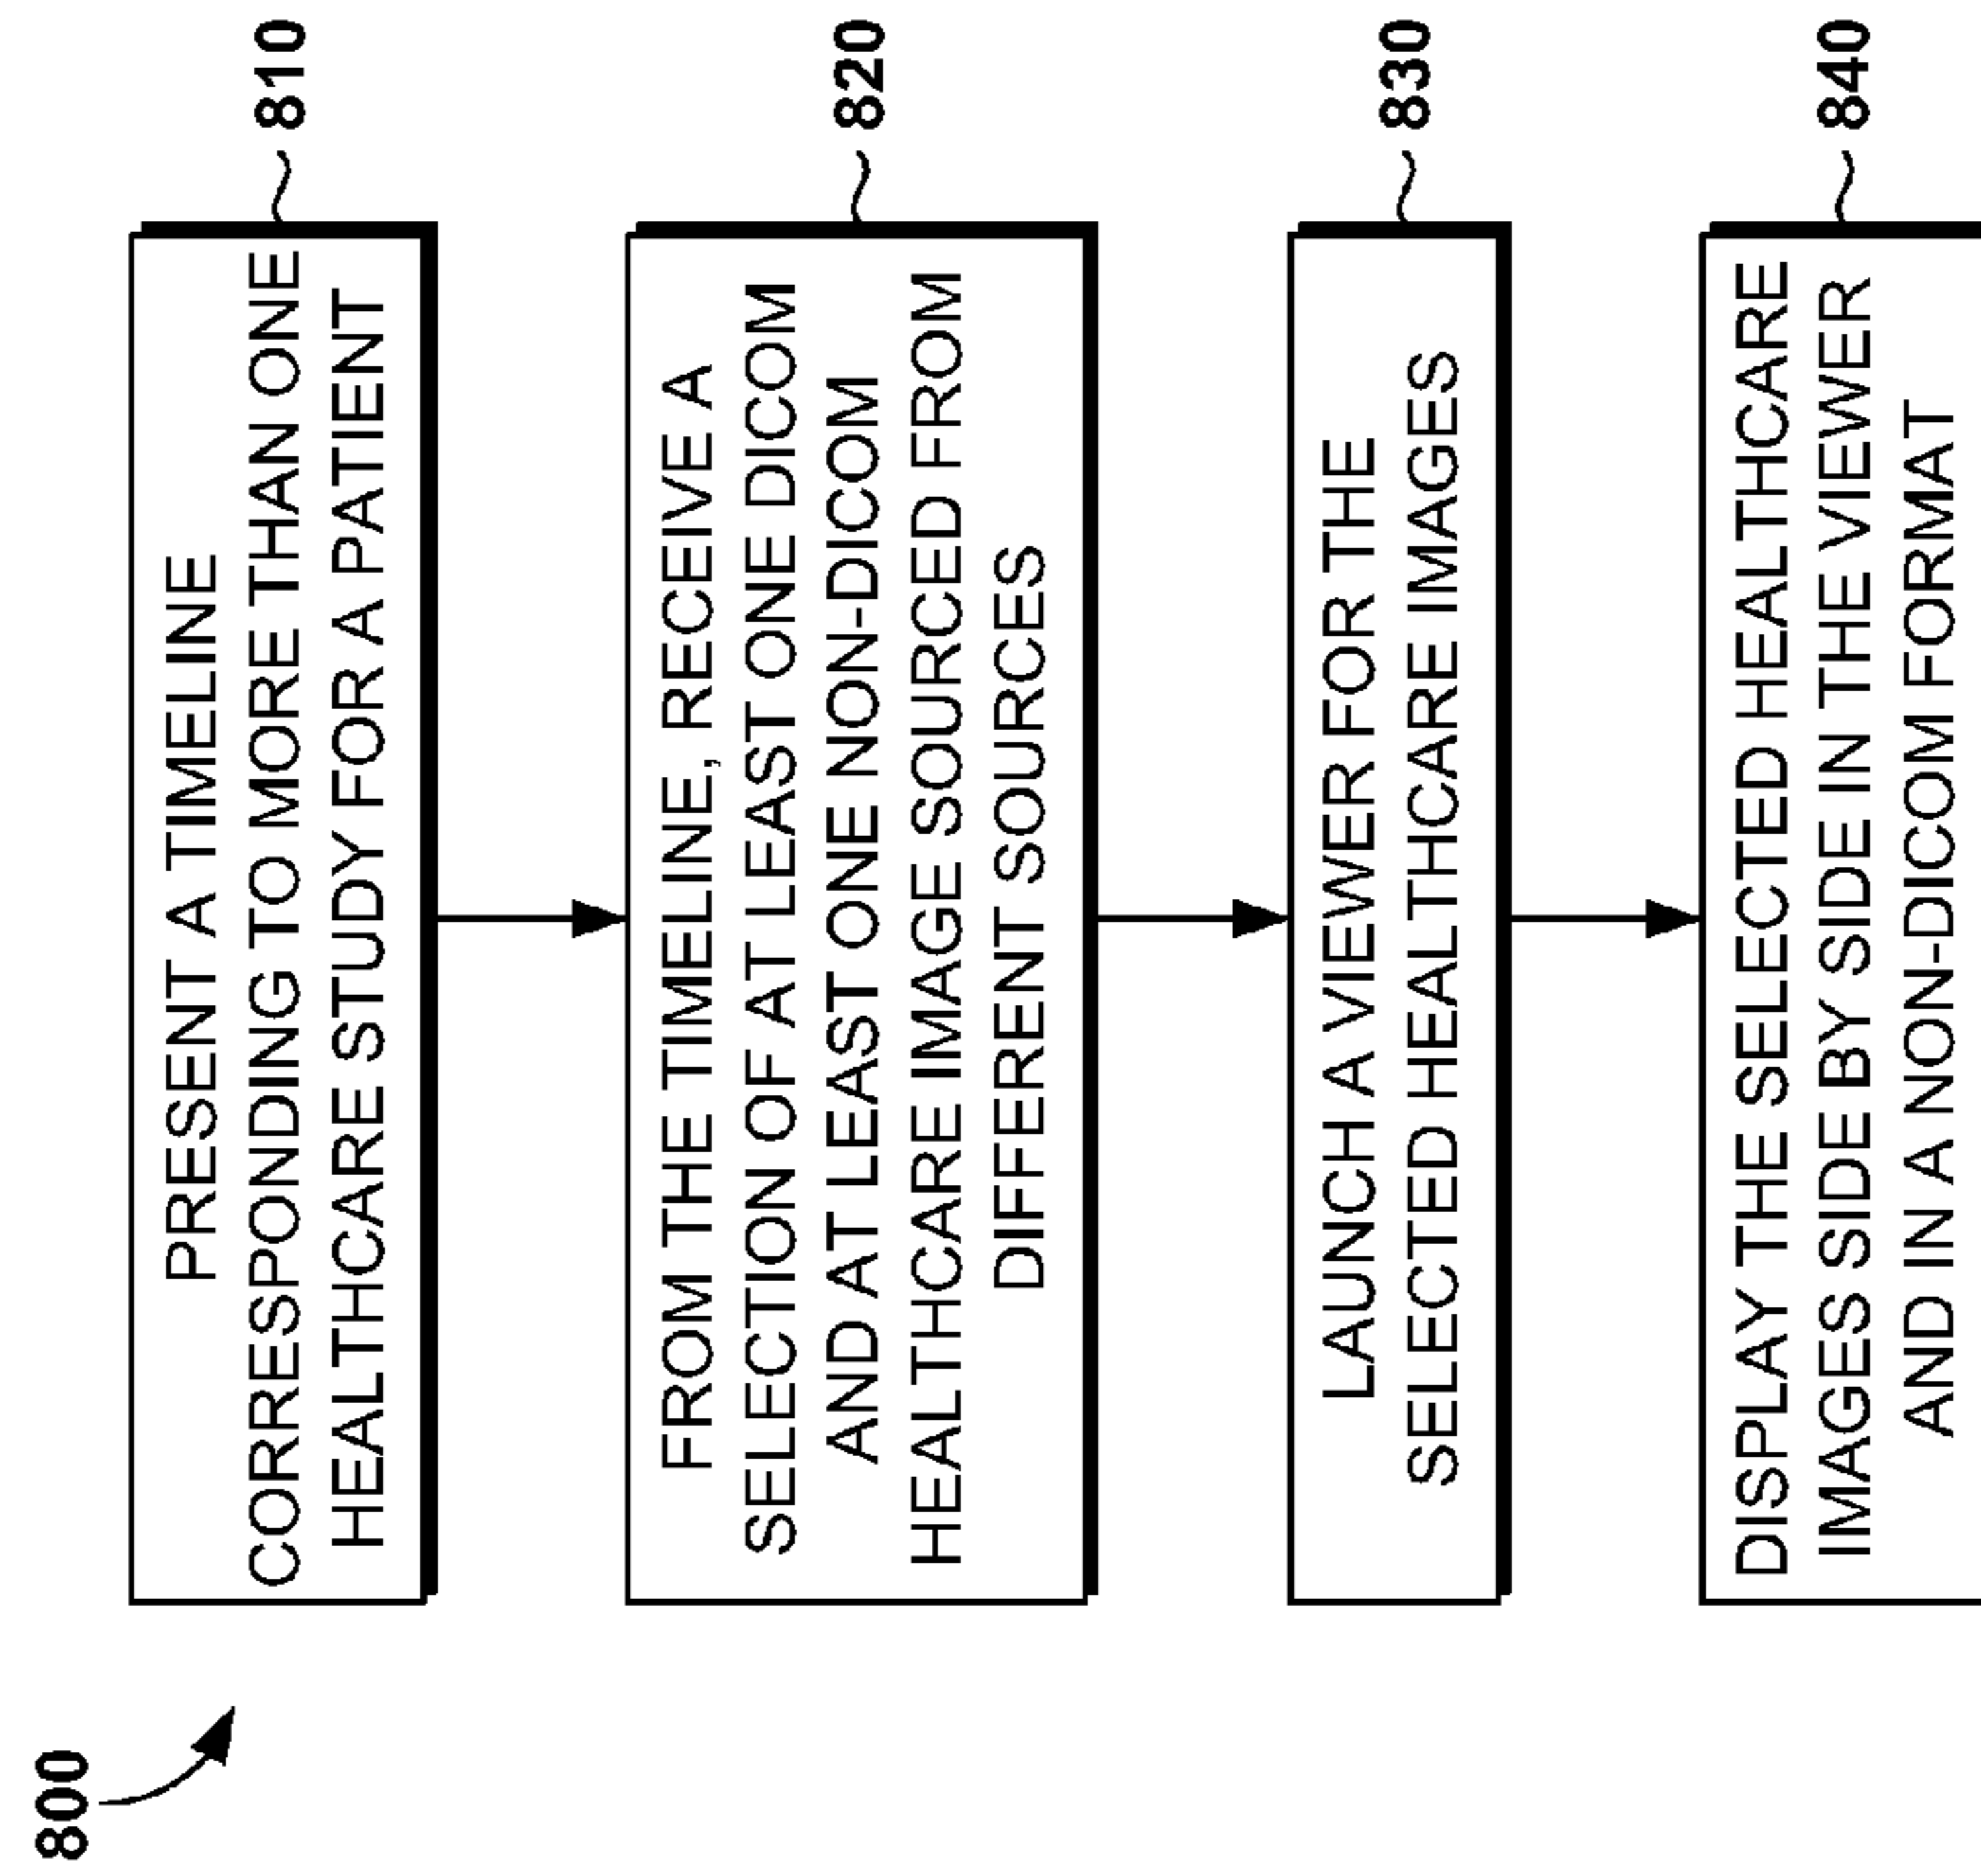 800
PRESENT A TIMELINE
CORRESPONDING TO MORE THAN ONE
HEALTHCARE STUDY FOR A PATIENT
810
FROM THE TIMELINE, RECEIVE A
SELECTION OF AT LEAST ONE DICOM
AND AT LEAST ONE NON-DICOM
HEALTHCARE IMAGE SOURCED FROM
DIFFERENT SOURCES
820
LAUNCH A VIEWER FOR THE
SELECTED HEALTHCARE IMAGES
830
DISPLAY THE SELECTED HEALTHCARE
IMAGES SIDE BY SIDE IN THE VIEWER
AND IN A NON-DICOM FORMAT
840